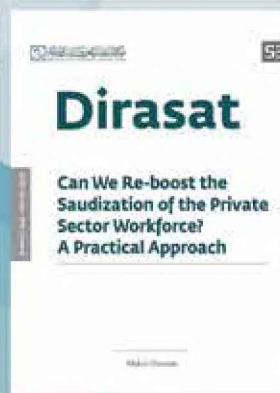 Dirasat
Can We Re-boost the
Saudization of the Private
Sector Workforce?
A Practical Approach